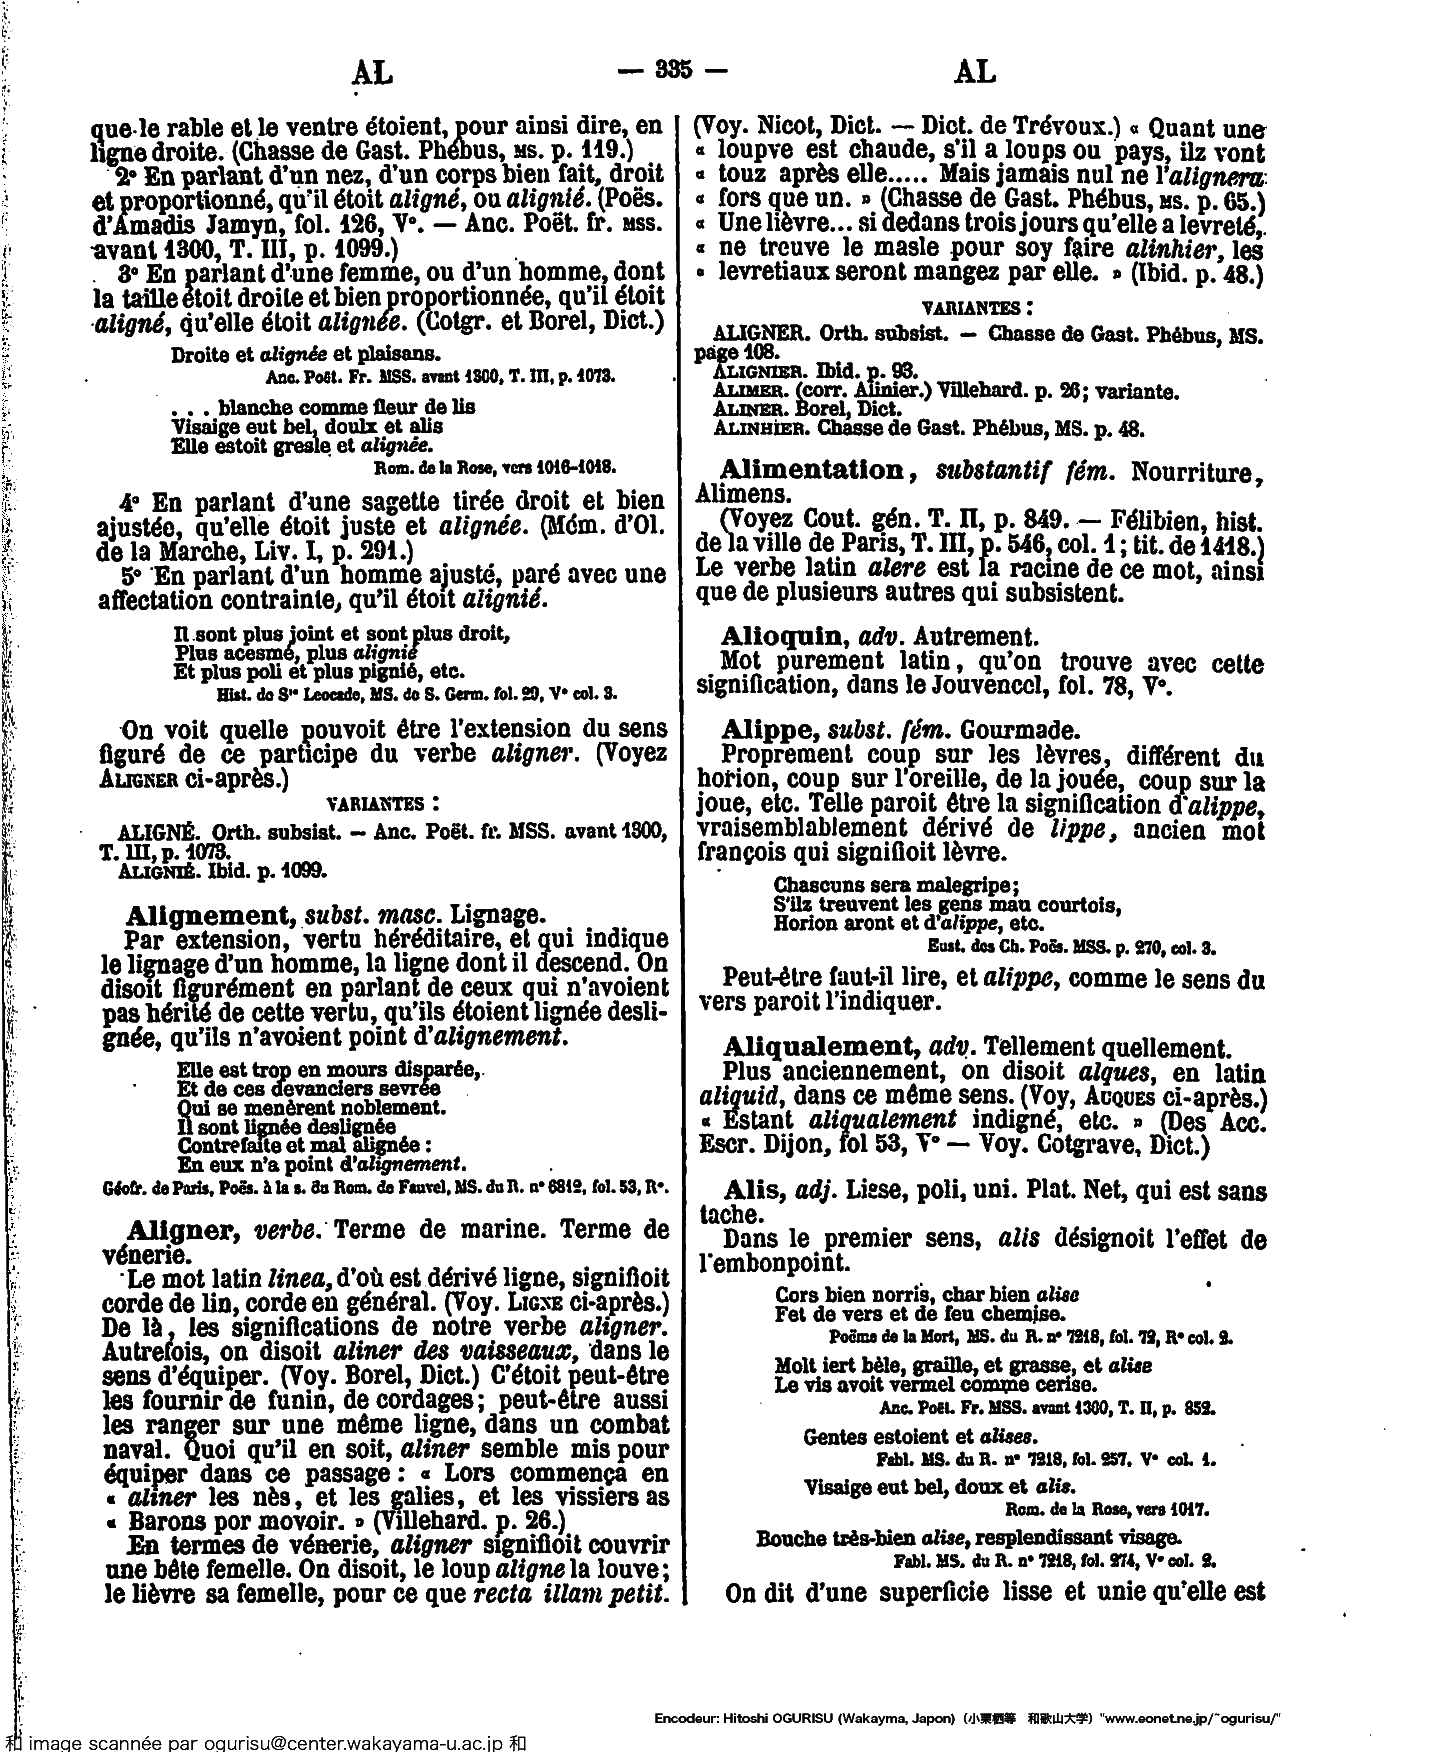 AL
— 335 —
AL
que le rable et le ventre étoient, pour ainsi dire, en
ligne droite. (Chasse de Gast. Phébus, MS. p. 119.)
2° En parlant d'un nez, d'un corps bien fait, droit
et proportionné, qu'il étoit aligné, ou alignié. (Poës.
d'Amadis Jamyn, fol. 126, V°. — Anc. Poët. fr. MSS.
avant 1300, T. III, p. 1099.)
3° En parlant d'une femme, ou d'un homme, dont
la taille étoit droite et bien proportionnée, qu'il étoit
aligné, qu'elle étoit alignée. (Cotgr. et Borel, Dict.)
Droite et alignée et plaisans.
Anc. Poët. Fr. MSS. avant 1300, T. III, p. 1073.
. . . blanche comme fleur de lis
Visaige eut bel, doulx et alis
Elle estoit gresle et alignée.
Rom. de la Rose, vers 1016-1018.
4° En parlant d'une sagette tirée droit et bien
ajustée, qu'elle étoit juste et alignée. (Mém. d'Ol.
de la Marche, Liv. I, p. 291.)
5° En parlant d'un homme ajusté, paré avec une
affectation contrainte, qu'il étoit alignié.
Il sont plus joint et sont plus droit,
Plus acesmé, plus alignié
Et plus poli et plus pignié, etc.
Hist. de Ste Leocade, MS. de S. Germ. fol. 29, V° col. 3.
On voit quelle pouvoit être l'extension du sens
figuré de ce participe du verbe aligner. (Voyez
ALIGNER ci-après.)
VARIANTES :
ALIGNÉ. Orth. subsist. — Anc. Poët. fr. MSS. avant 1300,
T. III, p. 1073.
ALIGNIÉ. Ibid. p. 1099.
Alignement, subst. masc. Lignage.
Par extension, vertu héréditaire, et qui indique
le lignage d'un homme, la ligne dont il descend. On
disoit figurément en parlant de ceux qui n'avoient
pas hérité de cette vertu, qu'ils étoient lignée desli-
gnée, qu'ils n'avoient point d'alignement.
Elle est trop en mours disparée,
Et de ces devanciers sevrée
Qui se menèrent noblement.
Il sont lignée deslignée
Contrefaite et mal alignée :
En eux n'a point d'alignement.
Géofr. de Paris, Poës. à la s. du Rom. de Fauvel, MS. du R. n° 6812, fol. 53, R°.
Aligner, verbe. Terme de marine. Terme de
vénerie.
Le mot latin linea, d'où est dérivé ligne, signifioit
corde de lin, corde en général. (Voy. LIGNE ci-après.)
De là, les significations de notre verbe aligner.
Autrefois, on disoit aliner des vaisseaux, dans le
sens d'équiper. (Voy. Borel, Dict.) C'étoit peut-être
les fournir de funin, de cordages; peut-être aussi
les ranger sur une même ligne, dans un combat
naval. Quoi qu'il en soit, aliner semble mis pour
équiper dans ce passage : « Lors commença en
« aliner les nès, et les galies, et les vissiers as
« Barons por movoir. » (Villehard. p. 26.)
En termes de vénerie, aligner signifioit couvrir
une bête femelle. On disoit, le loup aligne la louve;
le lièvre sa femelle, pour ce que recta illam petit.
(Voy. Nicot, Dict. — Dict. de Trévoux.) « Quant une
« loupve est chaude, s'il a loups ou pays, ilz vont
« touz après elle..... Mais jamais nul ne l'alignera
« fors que un. » (Chasse de Gast. Phébus, MS. p. 65.)
« Une lièvre... si dedans trois jours qu'elle a levreté,
« ne treuve le masle pour soy faire alinhier, les
« levretiaux seront mangez par elle. » (Ibid. p. 48.)
VARIANTES :
ALIGNER. Orth. subsist. — Chasse de Gast. Phébus, MS.
page 108.
ALIGNIER. Ibid. p. 93.
ALIMER. (corr. Alinier.) Villehard. p. 26; variante.
ALINER. Borel, Dict.
ALINHIER. Chasse de Gast. Phébus, MS. p. 48.
Alimentation, substantif fém. Nourriture,
Alimens.
(Voyez Cout. gén. T. II, p. 849. — Félibien, hist.
de la ville de Paris, T. III, p. 546, col. 1; tit. de 1418.)
Le verbe latin alere est la racine de ce mot, ainsi
que de plusieurs autres qui subsistent.
Alioquin, adv. Autrement.
Mot purement latin, qu'on trouve avec cette
signification, dans le Jouvencel, fol. 78, V°.
Alippe, subst. fém. Gourmade.
Proprement coup sur les lèvres, différent du
horion, coup sur l'oreille, de la jouée, coup sur la
joue, etc. Telle paroit être la signification d'alippe,
vraisemblablement dérivé de lippe, ancien mot
françois qui signifioit lèvre.
Chascuns sera malegripe;
S'ilz treuvent les gens mau courtois,
Horion aront et d'alippe, etc.
Eust. des Ch. Poës. MSS. p. 270, col. 3.
Peut-être faut-il lire, et alippe, comme le sens du
vers paroit l'indiquer.
Aliqualement, adv. Tellement quellement.
Plus anciennement, on disoit alques, en latin
aliquid, dans ce même sens. (Voy, AUQUES ci-après.)
« Estant aliqualement indigné, etc. » (Des Acc.
Escr. Dijon, fol 53, V° — Voy. Cotgrave, Dict.)
Alis, adj. Lisse, poli, uni. Plat. Net, qui est sans
tache.
Dans le premier sens, alis désignoit l'effet de
l'embonpoint.
Cors bien norris, char bien alise
Fet de vers et de feu chemise.
Poëme de la Mort, MS. du R. n° 7218, fol. 72, R° col. 2.
Molt iert bèle, graille, et grasse, et alise
Le vis avoit vermel comme cerise.
Anc. Poët. Fr. MSS. avant 1300, T. II, p. 852.
Gentes estoient et alises.
Fabl. MS. du R. n° 7218, fol. 257, V° col. 1.
Visaige eut bel, doux et alis.
Rom. de la Rose, vers 1017.
Bouche très-bien alise, resplendissant visage.
Fabl. MS. du R. n° 7218, fol. 274, V° col. 2.
On dit d'une superficie lisse et unie qu'elle est
Encodeur: Hitoshi OGURISU (Wakayma, Japon) (小栗栖等 和歌山大学) "www.eonet.ne.jp/~ogurisu/"
和 image scannée par ogurisu@center.wakayama-u.ac.jp 和